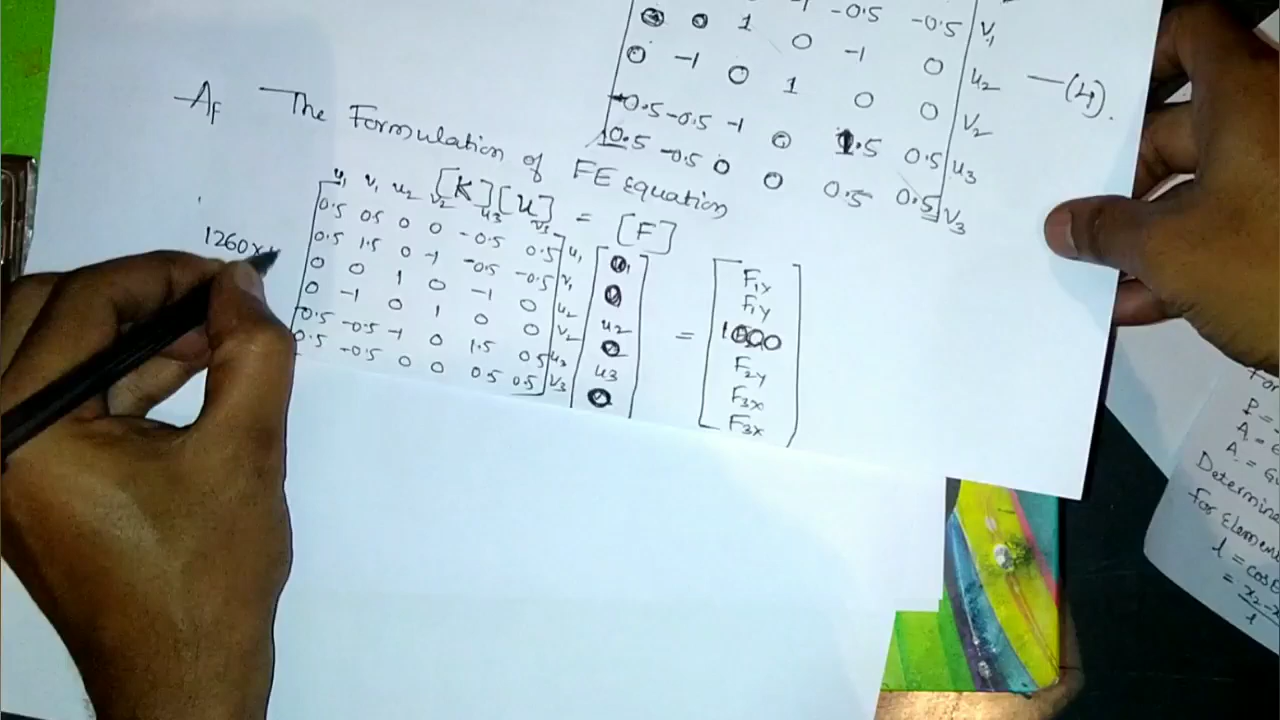 -1 -0.5 -0.5 V1
0 0 1 0 -1 0 u2
0 -1 0 1 0 0 V2
-0.5 -0.5 -1 0 1.5 0.5 u3
0.5 -0.5 0 0 0.5 0.5 V3
—(4).
Af The Formulation of FE Equation
[K][u] = [F]
u1 v1 u2 v2 u3 v3
0.5 0.5 0 0 -0.5 0.5 u1 0 F1x
0.5 1.5 0 -1 -0.5 -0.5 v1 0 F1y
1260x
0 0 1 0 -1 0 u2 u2 = 1000
0 -1 0 1 0 0 v2 0 F2y
-0.5 -0.5 -1 0 1.5 0.5 u3 u3 F3x
0.5 -0.5 0 0 0.5 0.5 v3 0 F3x
For
P =
A =
A =
Determine
For Element
l = cos
= x2-x
l